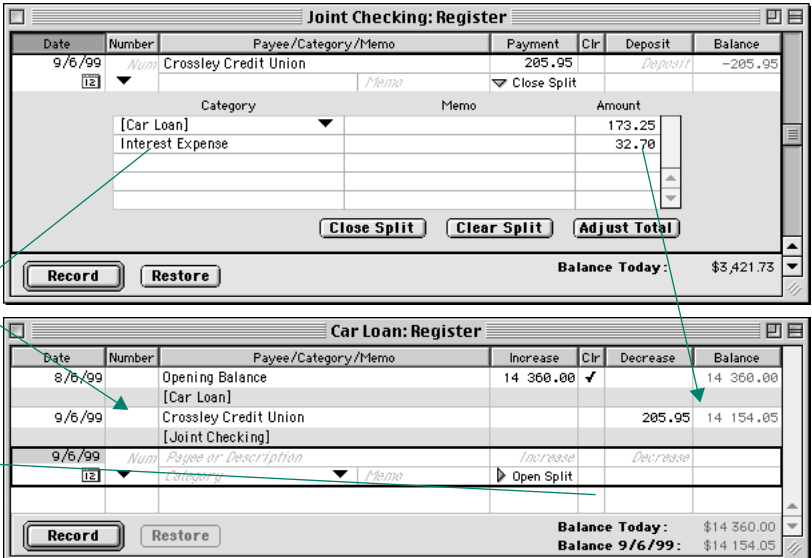 Joint Checking: Register
Date Number Payee/Category/Memo Payment Clr Deposit Balance
9/6/99 Num Crossley Credit Union 205.95 Deposit -205.95
12 Memo Close Split
Category Memo Amount
[Car Loan] 173.25
Interest Expense 32.70
Close Split Clear Split Adjust Total
Record Restore Balance Today: $3,421.73
Car Loan: Register
Date Number Payee/Category/Memo Increase Clr Decrease Balance
8/6/99 Opening Balance 14 360.00 ✓ 14 360.00
[Car Loan]
9/6/99 Crossley Credit Union 205.95 14 154.05
[Joint Checking]
9/6/99 Num Payee or Description Increase Decrease
12 Category Memo Open Split
Record Restore Balance Today: $14 360.00
Balance 9/6/99: $14 154.05